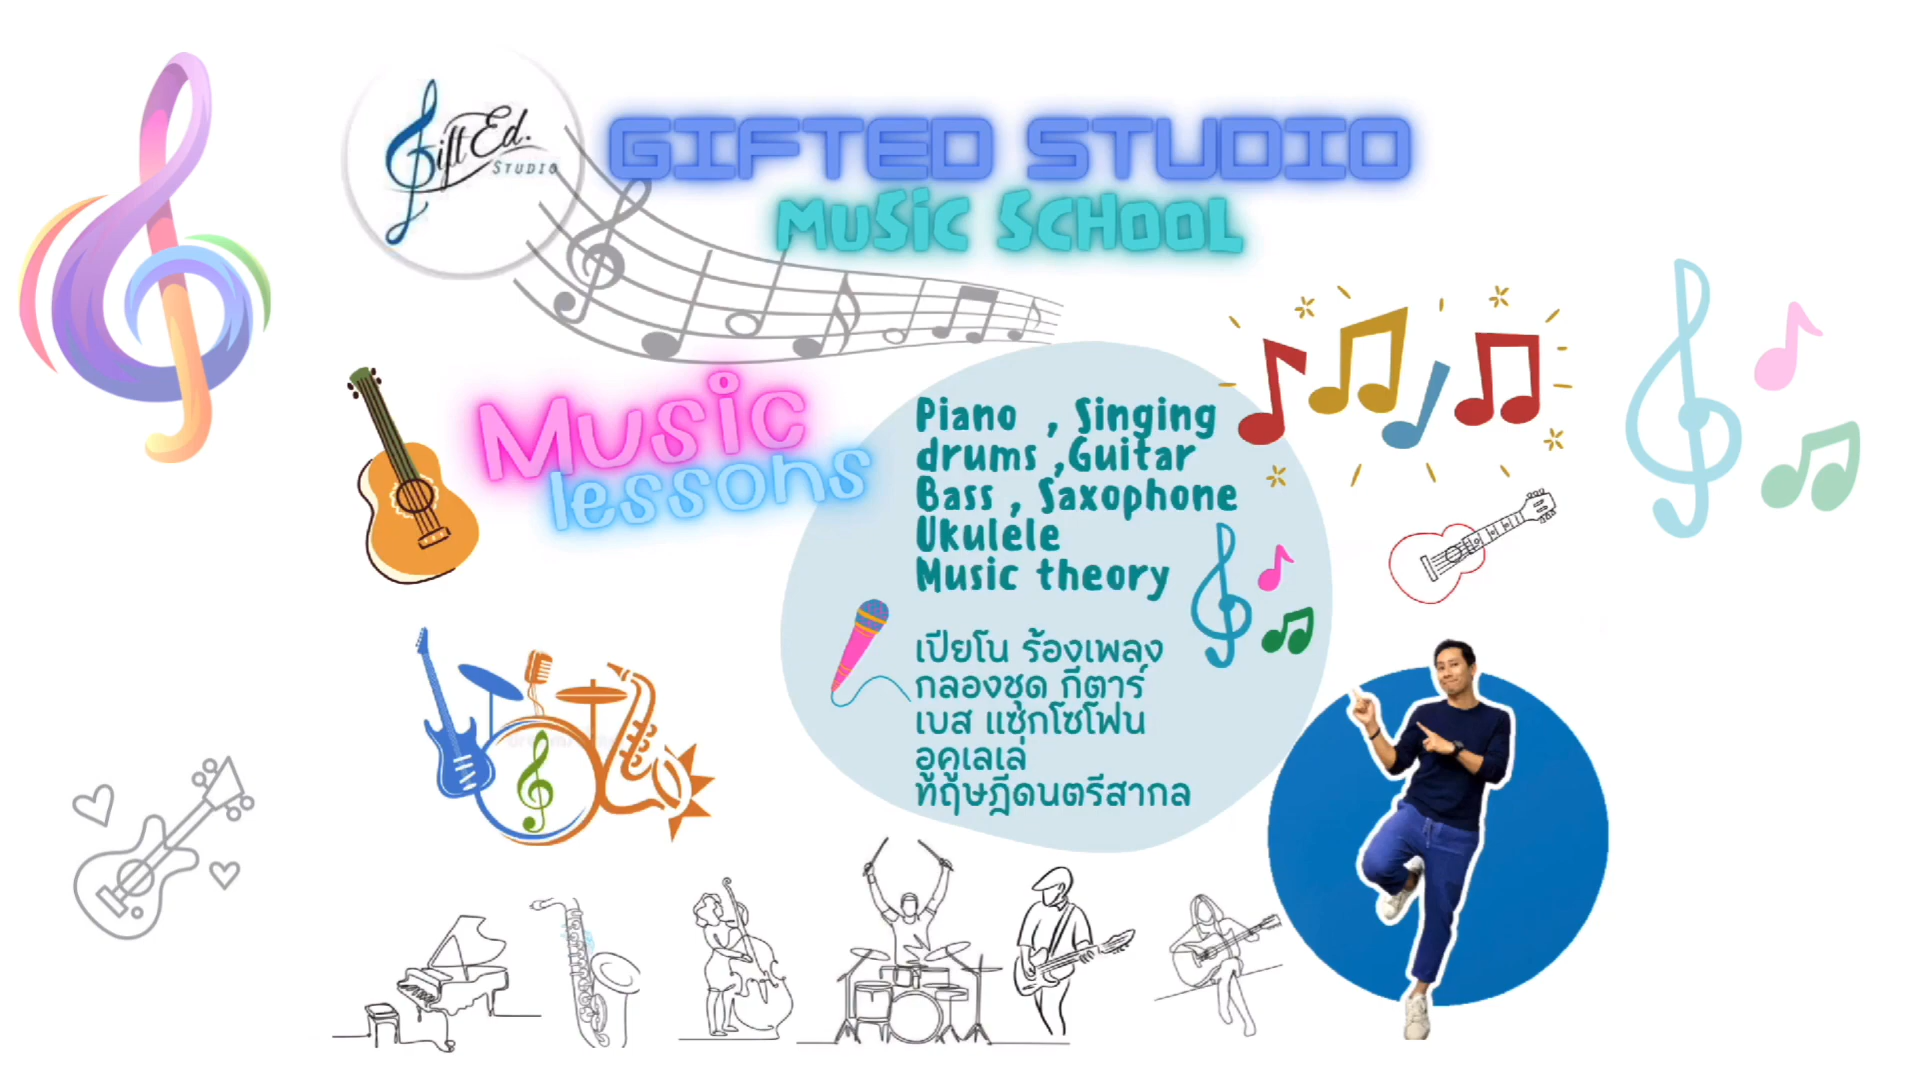 GiftEd.
STUDIO
GIFTED STUDIO
MUSIC SCHOOL
Music
lessons
Piano , Singing
drums ,Guitar
Bass , Saxophone
Ukulele
Music theory
เปียโน ร้องเพลง
กลองชุด กีตาร์
เบส แซกโซโฟน
อูคูเลเล่
ทฤษฎีดนตรีสากล